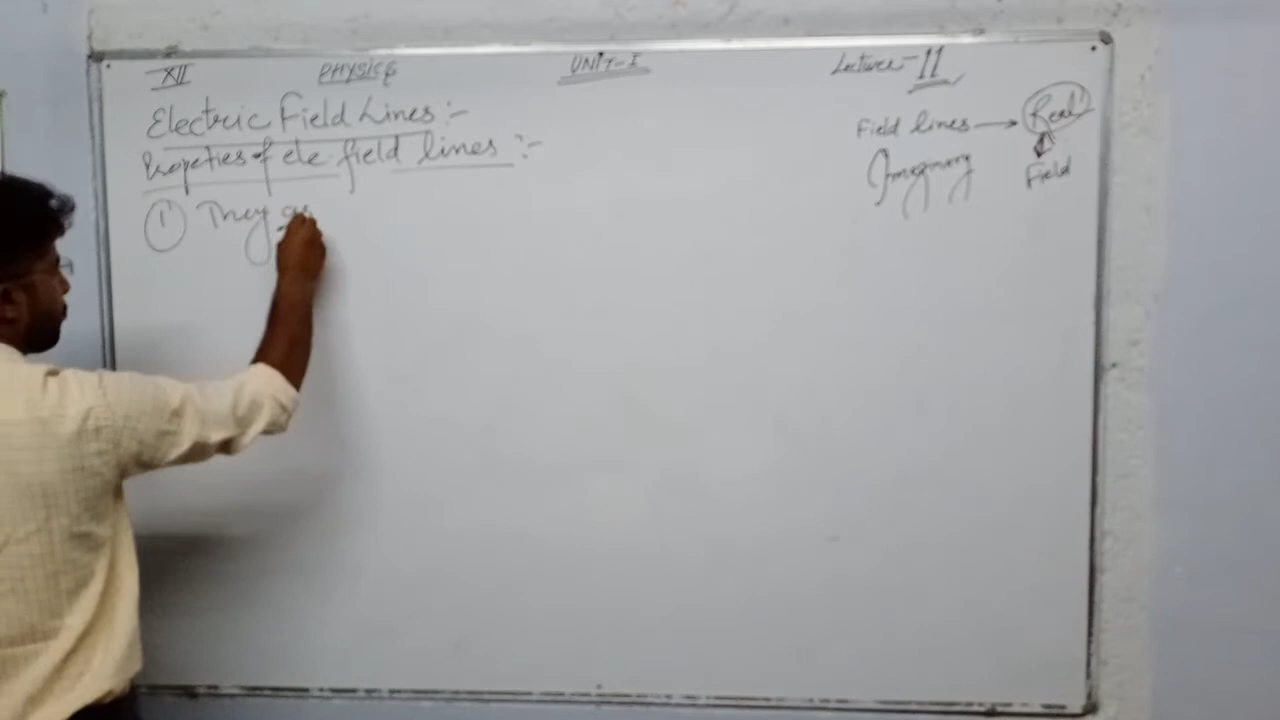 XII PHYSICS UNIT-I Lecture-11
Electric Field Lines :-
Field lines → Real
Properties of ele field lines :-
Imaginary
Field
① They